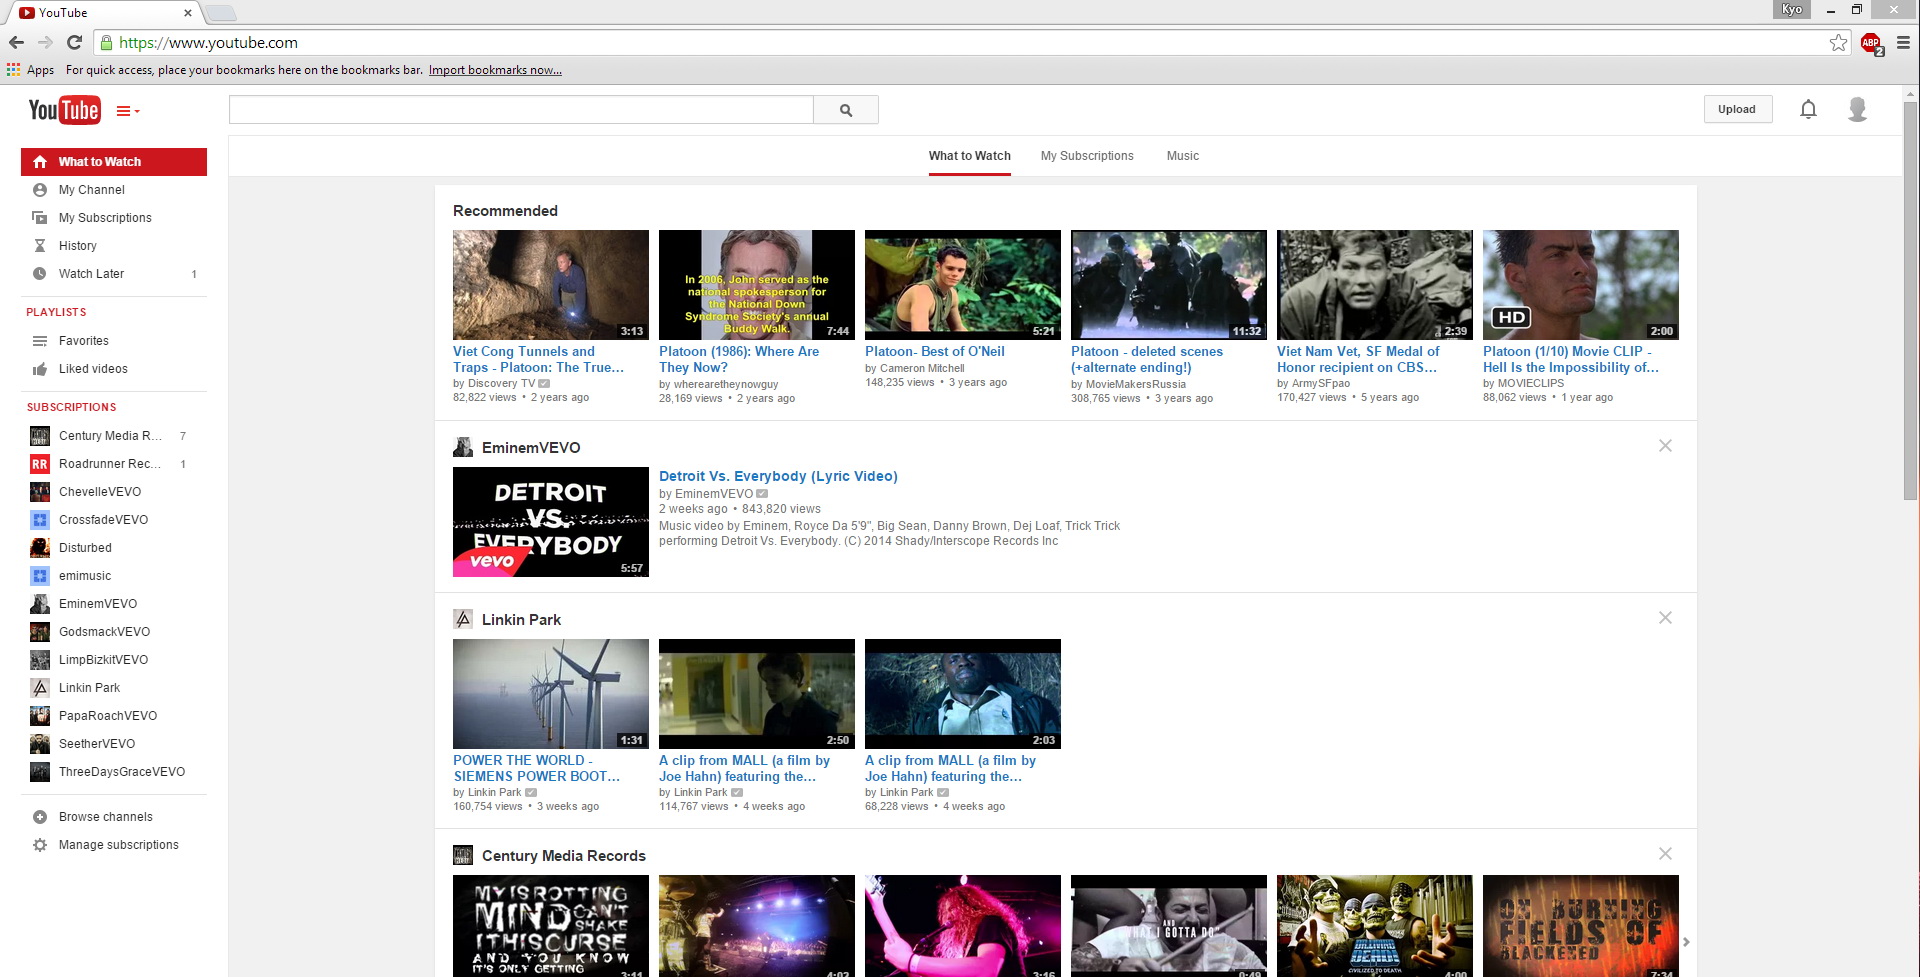 YouTube
Kyo
https://www.youtube.com
ABP
2
Apps For quick access, place your bookmarks here on the bookmarks bar. Import bookmarks now...
YouTube
Upload
What to Watch
My Subscriptions
Music
What to Watch
My Channel
My Subscriptions
History
Watch Later 1
PLAYLISTS
Favorites
Liked videos
SUBSCRIPTIONS
Century Media R... 7
RR
Roadrunner Rec... 1
ChevelleVEVO
CrossfadeVEVO
Disturbed
emimusic
EminemVEVO
GodsmackVEVO
LimpBizkitVEVO
Linkin Park
PapaRoachVEVO
SeetherVEVO
ThreeDaysGraceVEVO
Browse channels
Manage subscriptions
Recommended
3:13
Viet Cong Tunnels and
Traps - Platoon: The True...
by Discovery TV
82,822 views • 2 years ago
In 2006, John served as the
national spokesperson for
the National Down
Syndrome Society's annual
Buddy Walk.
7:44
Platoon (1986): Where Are
They Now?
by wherearetheynowguy
28,169 views • 2 years ago
5:21
Platoon- Best of O'Neil
by Cameron Mitchell
148,235 views • 3 years ago
11:32
Platoon - deleted scenes
(+alternate ending!)
by MovieMakersRussia
308,765 views • 3 years ago
2:39
Viet Nam Vet, SF Medal of
Honor recipient on CBS...
by ArmySFpao
170,427 views • 5 years ago
HD
2:00
Platoon (1/10) Movie CLIP -
Hell Is the Impossibility of...
by MOVIECLIPS
88,062 views • 1 year ago
EminemVEVO
DETROIT
VS.
EVERYBODY
vevo
5:57
Detroit Vs. Everybody (Lyric Video)
by EminemVEVO
2 weeks ago • 843,820 views
Music video by Eminem, Royce Da 5'9", Big Sean, Danny Brown, Dej Loaf, Trick Trick
performing Detroit Vs. Everybody. (C) 2014 Shady/Interscope Records Inc
Linkin Park
1:31
POWER THE WORLD -
SIEMENS POWER BOOT...
by Linkin Park
160,754 views • 3 weeks ago
2:50
A clip from MALL (a film by
Joe Hahn) featuring the...
by Linkin Park
114,767 views • 4 weeks ago
2:03
A clip from MALL (a film by
Joe Hahn) featuring the...
by Linkin Park
68,228 views • 4 weeks ago
Century Media Records
MY IS ROTTING
MIND CAN'T
SHAKE
THIS CURSE
AND YOU KNOW
IT'S ONLY GETTING
3:11
4:02
3:16
AND
WHAT I GOTTA DO
0:49
CIVILIZED TO DEATH
4:00
ON BURNING
FIELDS OF
BLACKENED
7:34